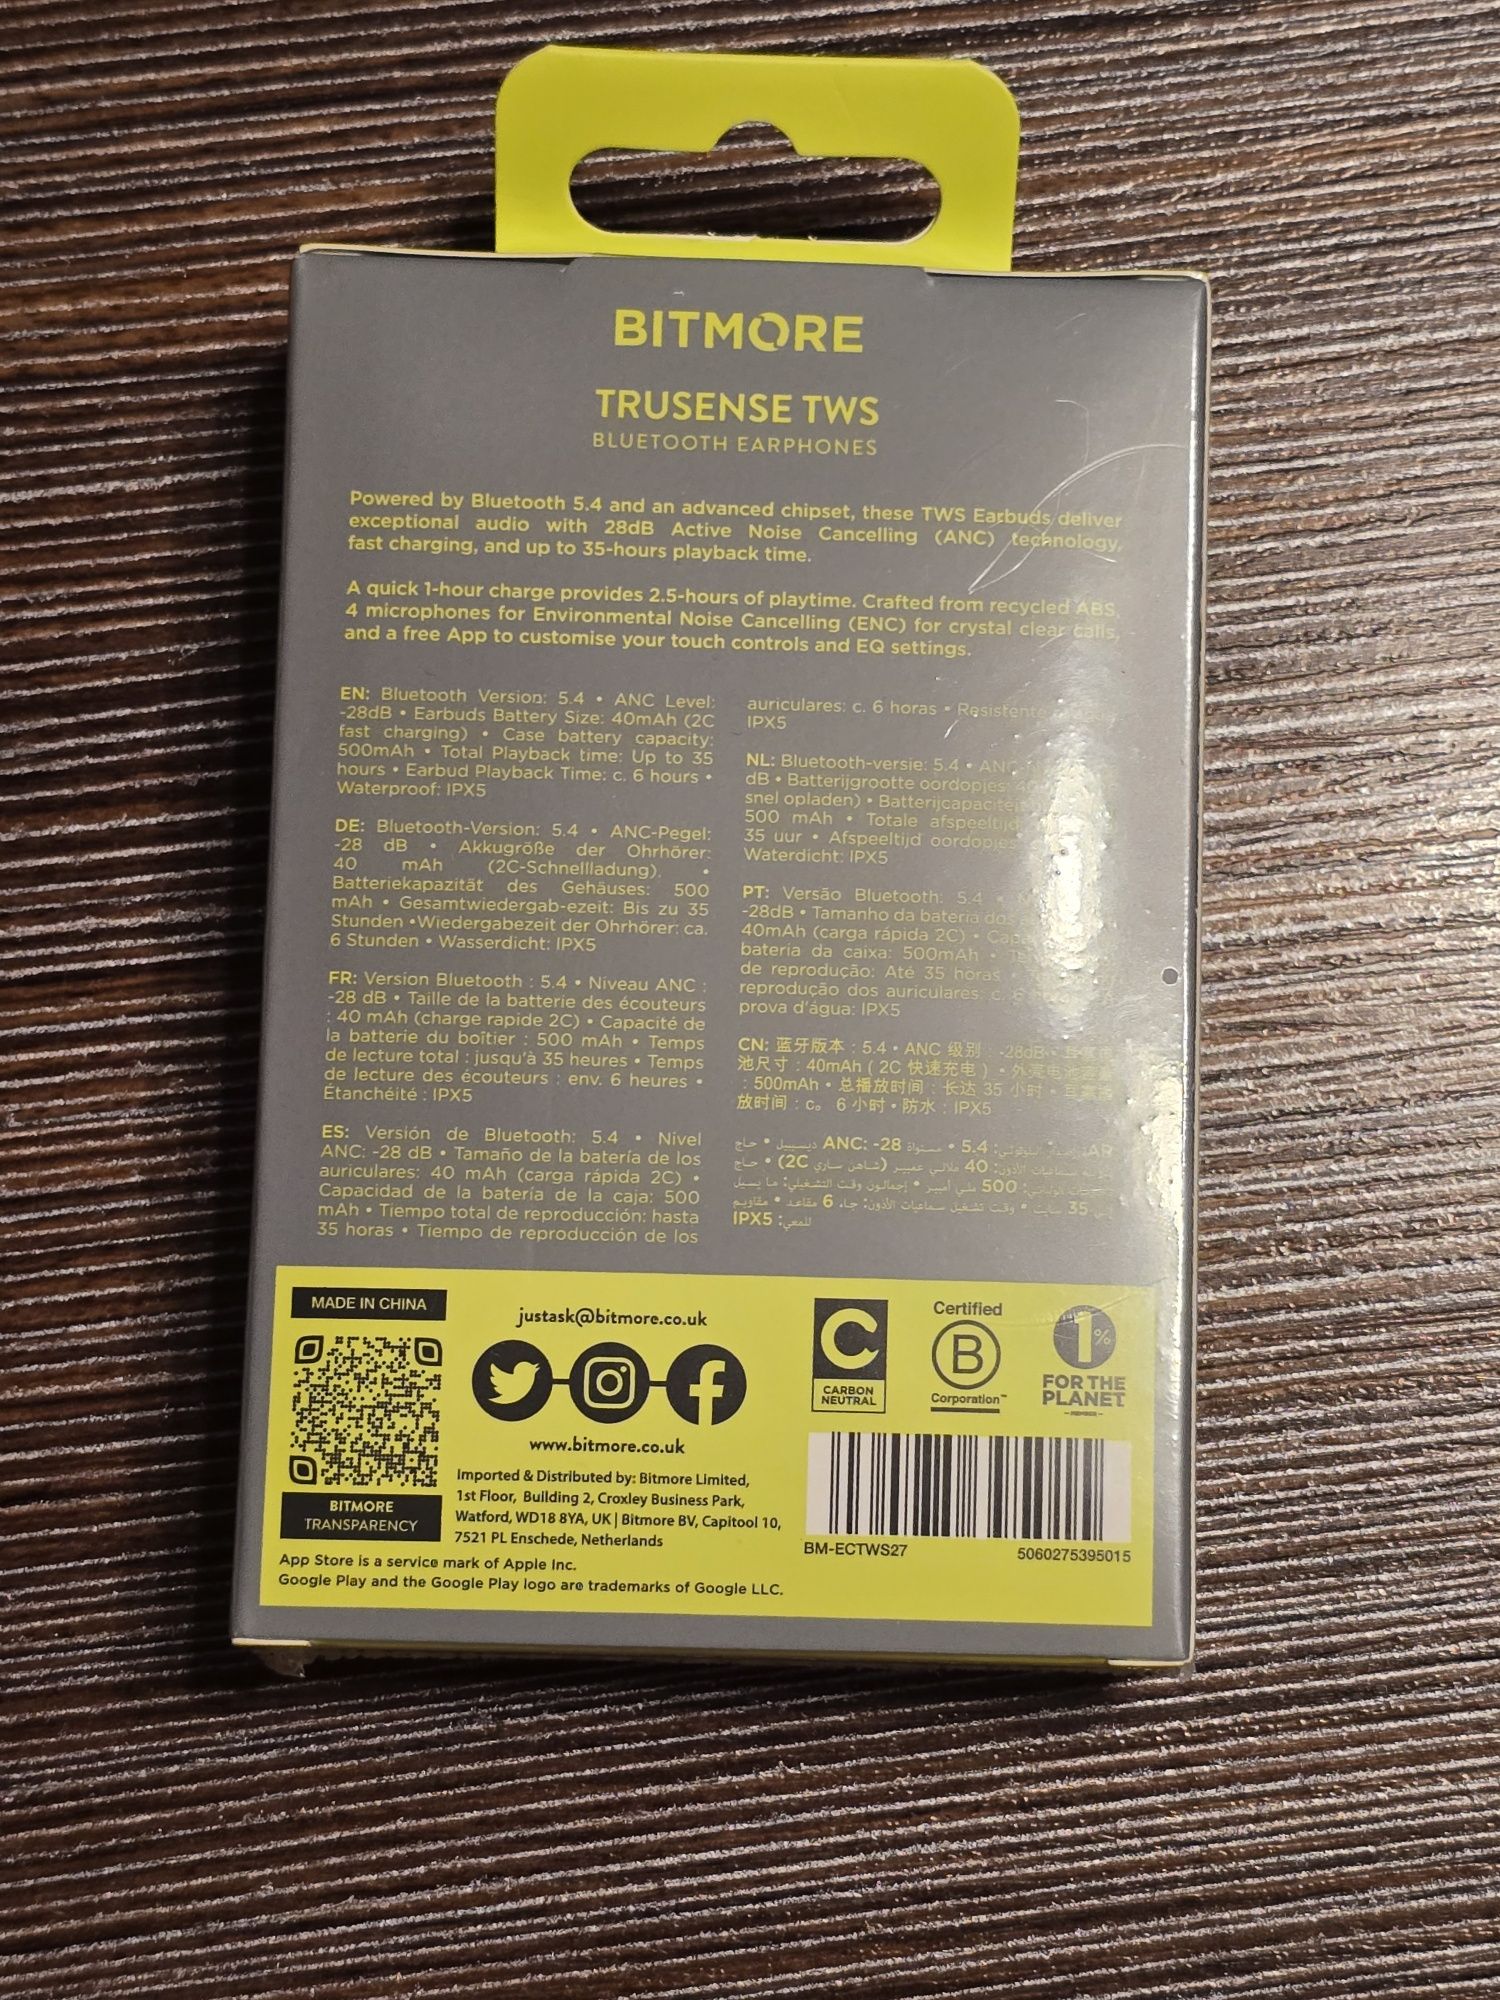 BITMORE
TRUSENSE TWS
BLUETOOTH EARPHONES
Powered by Bluetooth 5.4 and an advanced chipset, these TWS Earbuds deliver
exceptional audio with 28dB Active Noise Cancelling (ANC) technology,
fast charging, and up to 35-hours playback time.
A quick 1-hour charge provides 2.5-hours of playtime. Crafted from recycled ABS,
4 microphones for Environmental Noise Cancelling (ENC) for crystal clear calls,
and a free App to customise your touch controls and EQ settings.
EN: Bluetooth Version: 5.4 • ANC Level:
-28dB • Earbuds Battery Size: 40mAh (2C
fast charging) • Case battery capacity:
500mAh • Total Playback time: Up to 35
hours • Earbud Playback Time: c. 6 hours •
Waterproof: IPX5
DE: Bluetooth-Version: 5.4 • ANC-Pegel:
-28 dB • Akkugröße der Ohrhörer:
40 mAh (2C-Schnellladung). •
Batteriekapazität des Gehäuses: 500
mAh • Gesamtwiedergab-ezeit: Bis zu 35
Stunden •Wiedergabezeit der Ohrhörer: ca.
6 Stunden • Wasserdicht: IPX5
FR: Version Bluetooth : 5.4 • Niveau ANC :
-28 dB • Taille de la batterie des écouteurs
: 40 mAh (charge rapide 2C) • Capacité de
la batterie du boîtier : 500 mAh • Temps
de lecture total : jusqu'à 35 heures • Temps
de lecture des écouteurs : env. 6 heures •
Étanchéité : IPX5
ES: Versión de Bluetooth: 5.4 • Nivel
ANC: -28 dB • Tamaño de la batería de los
auriculares: 40 mAh (carga rápida 2C) •
Capacidad de la batería de la caja: 500
mAh • Tiempo total de reproducción: hasta
35 horas • Tiempo de reproducción de los
auriculares: c. 6 horas • Resistente
IPX5
NL: Bluetooth-versie: 5.4 •
dB • Batterijgrootte oordopjes:
snel opladen) •
500 mAh • Totale afspeeltijd
35 uur • Afspeeltijd oordopjes
Waterdicht: IPX5
PT: Versão Bluetooth: 5.4 •
-28dB • Tamanho da bateria dos
40mAh (carga rápida 2C) •
bateria da caixa: 500mAh •
de reprodução: Até 35 horas •
reprodução dos auriculares: c. 6
prova d'água: IPX5
CN: 蓝牙版本 : 5.4 • ANC 级别 : -28dB •
池尺寸 : 40mAh ( 2C 快速充电 ) •
: 500mAh • 总播放时间 : 长达 35 小时 •
放时间 : c。 6 小时 • 防水 : IPX5
5.4 • ANC: -28
40 (2C •
500 •
35 • 6 •
IPX5
MADE IN CHINA
BITMORE
TRANSPARENCY
justask@bitmore.co.uk
www.bitmore.co.uk
Imported & Distributed by: Bitmore Limited,
1st Floor, Building 2, Croxley Business Park,
Watford, WD18 8YA, UK | Bitmore BV, Capitool 10,
7521 PL Enschede, Netherlands
App Store is a service mark of Apple Inc.
Google Play and the Google Play logo are trademarks of Google LLC.
C
CARBON
NEUTRAL
Certified
B
Corporation™
1%
FOR THE
PLANET
MEMBER
BM-ECTWS27 5060275395015